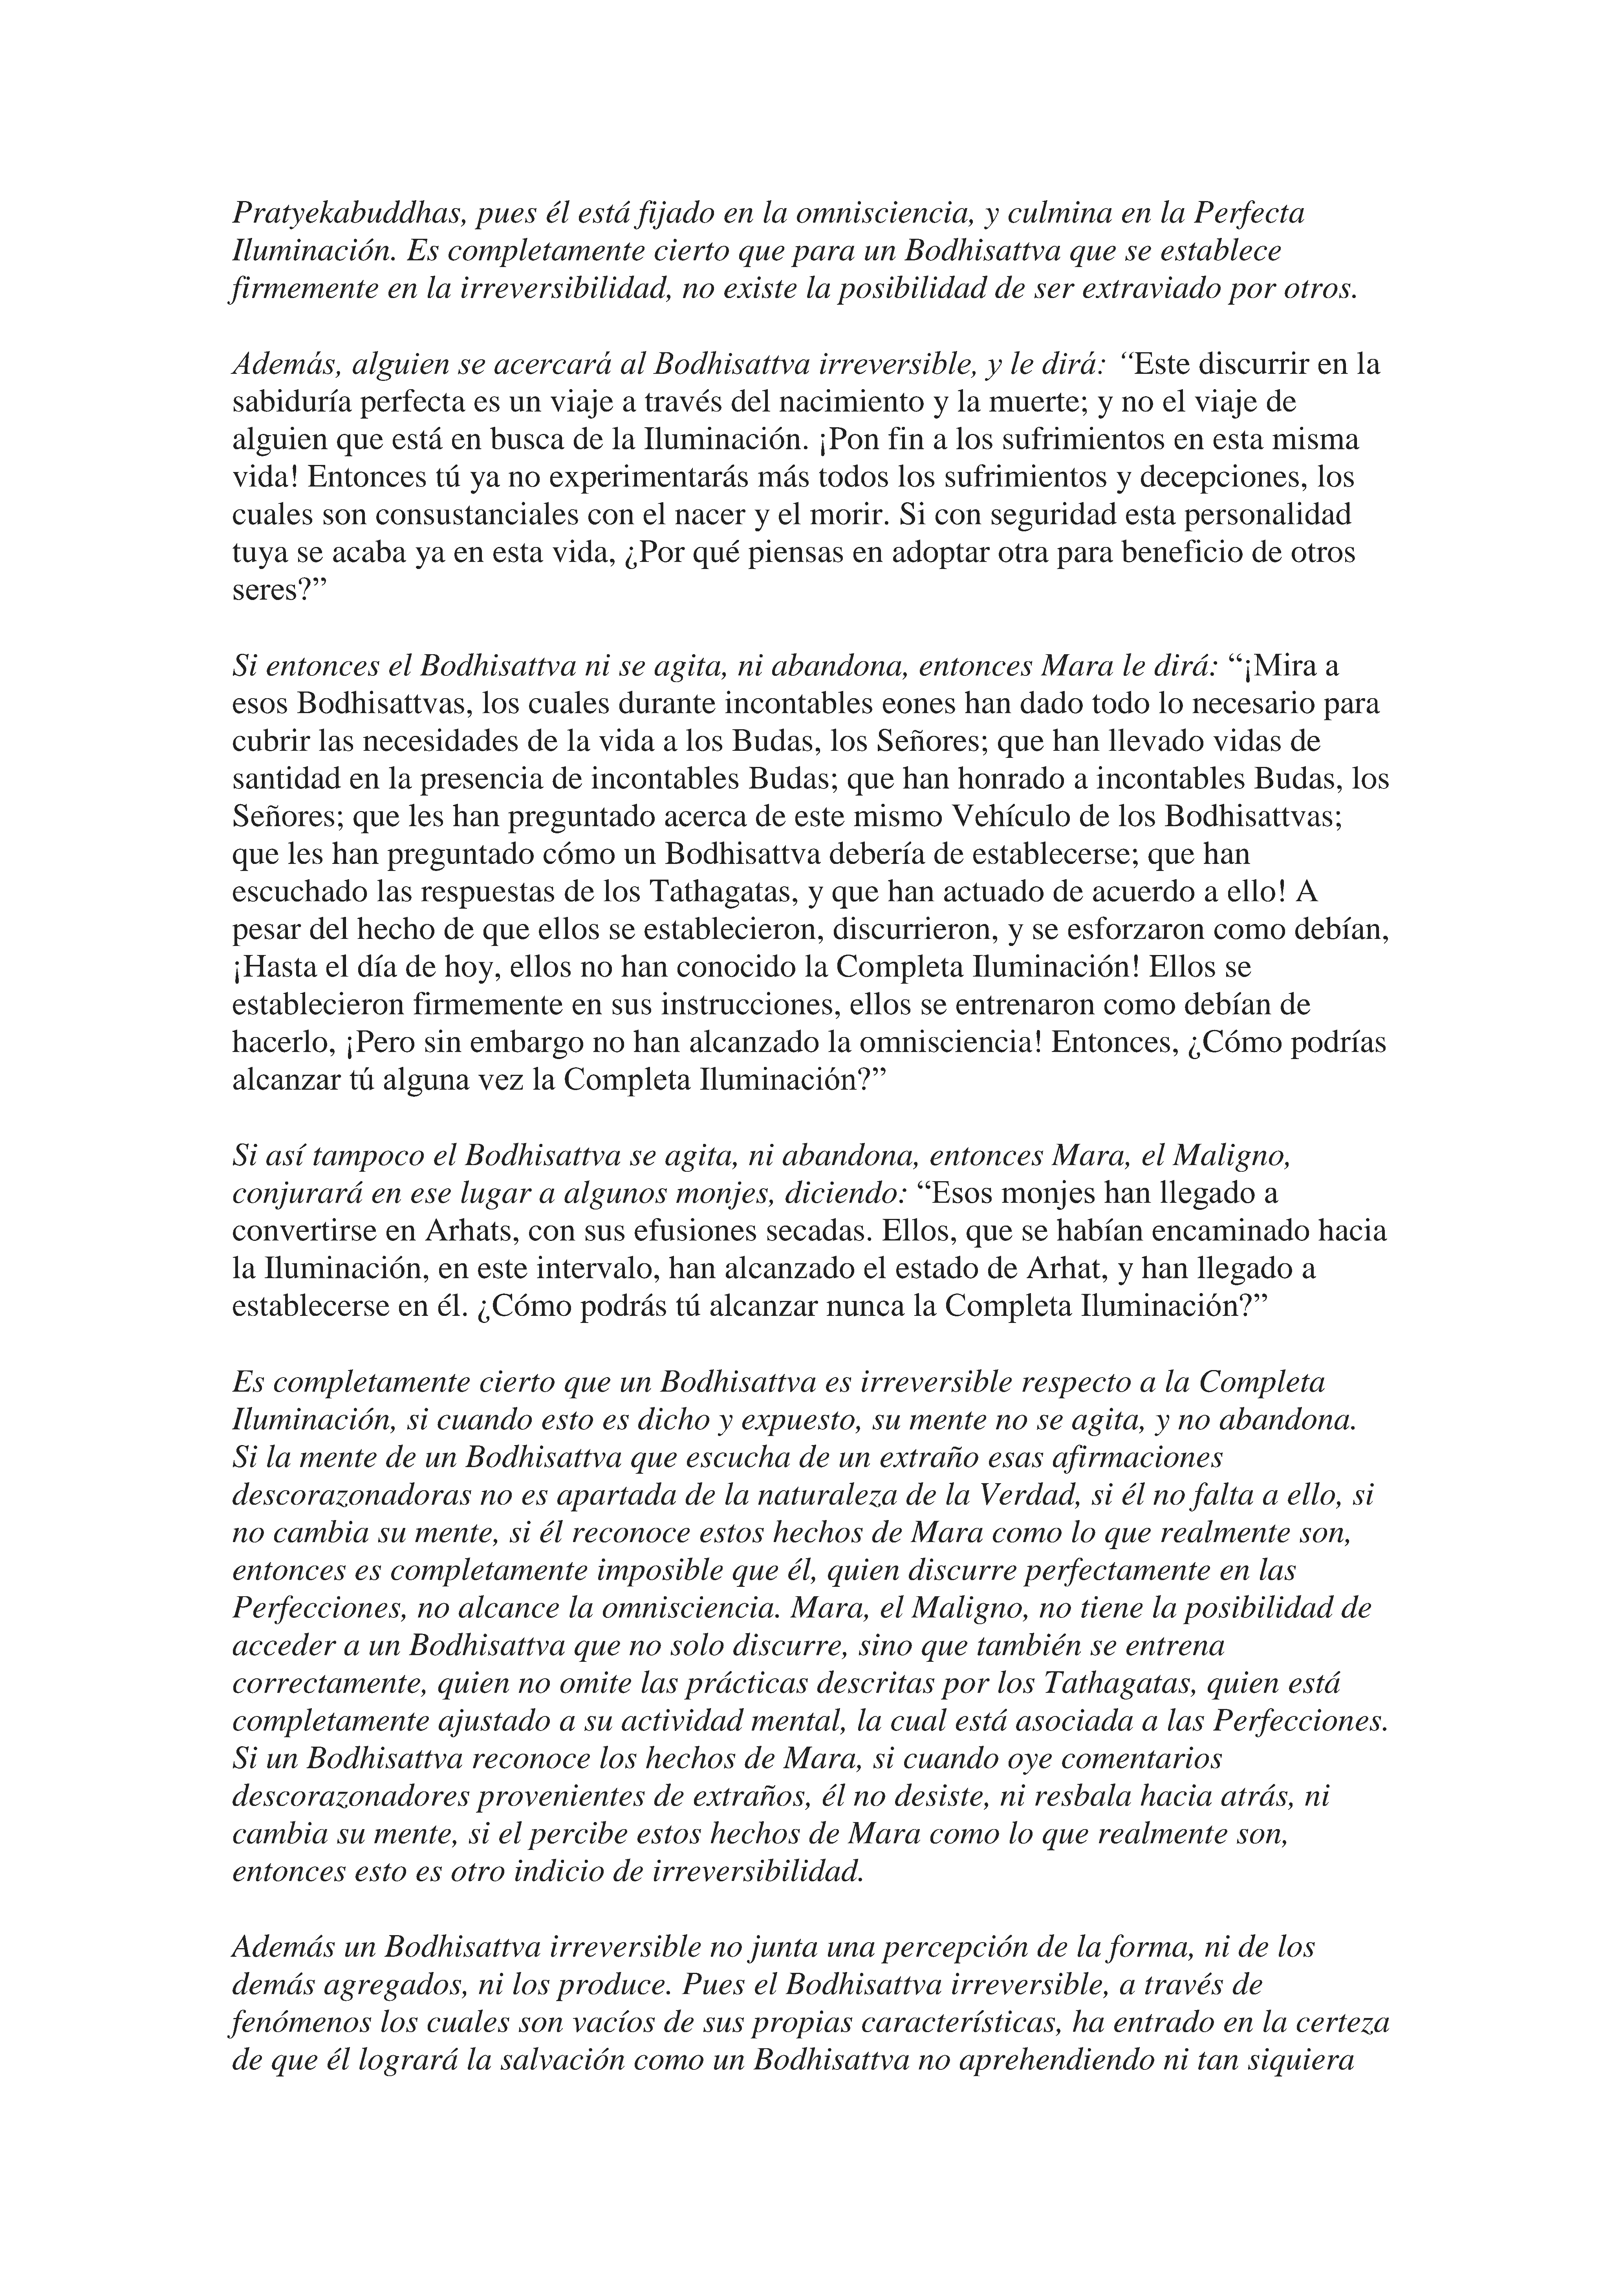 Pratyekabuddhas, pues él está fijado en la omnisciencia, y culmina en la Perfecta
Iluminación. Es completamente cierto que para un Bodhisattva que se establece
firmemente en la irreversibilidad, no existe la posibilidad de ser extraviado por otros.
Además, alguien se acercará al Bodhisattva irreversible, y le dirá: “Este discurrir en la
sabiduría perfecta es un viaje a través del nacimiento y la muerte; y no el viaje de
alguien que está en busca de la Iluminación. ¡Pon fin a los sufrimientos en esta misma
vida! Entonces tú ya no experimentarás más todos los sufrimientos y decepciones, los
cuales son consustanciales con el nacer y el morir. Si con seguridad esta personalidad
tuya se acaba ya en esta vida, ¿Por qué piensas en adoptar otra para beneficio de otros
seres?”
Si entonces el Bodhisattva ni se agita, ni abandona, entonces Mara le dirá: “¡Mira a
esos Bodhisattvas, los cuales durante incontables eones han dado todo lo necesario para
cubrir las necesidades de la vida a los Budas, los Señores; que han llevado vidas de
santidad en la presencia de incontables Budas; que han honrado a incontables Budas, los
Señores; que les han preguntado acerca de este mismo Vehículo de los Bodhisattvas;
que les han preguntado cómo un Bodhisattva debería de establecerse; que han
escuchado las respuestas de los Tathagatas, y que han actuado de acuerdo a ello! A
pesar del hecho de que ellos se establecieron, discurrieron, y se esforzaron como debían,
¡Hasta el día de hoy, ellos no han conocido la Completa Iluminación! Ellos se
establecieron firmemente en sus instrucciones, ellos se entrenaron como debían de
hacerlo, ¡Pero sin embargo no han alcanzado la omnisciencia! Entonces, ¿Cómo podrías
alcanzar tú alguna vez la Completa Iluminación?”
Si así tampoco el Bodhisattva se agita, ni abandona, entonces Mara, el Maligno,
conjurará en ese lugar a algunos monjes, diciendo: “Esos monjes han llegado a
convertirse en Arhats, con sus efusiones secadas. Ellos, que se habían encaminado hacia
la Iluminación, en este intervalo, han alcanzado el estado de Arhat, y han llegado a
establecerse en él. ¿Cómo podrás tú alcanzar nunca la Completa Iluminación?”
Es completamente cierto que un Bodhisattva es irreversible respecto a la Completa
Iluminación, si cuando esto es dicho y expuesto, su mente no se agita, y no abandona.
Si la mente de un Bodhisattva que escucha de un extraño esas afirmaciones
descorazonadoras no es apartada de la naturaleza de la Verdad, si él no falta a ello, si
no cambia su mente, si él reconoce estos hechos de Mara como lo que realmente son,
entonces es completamente imposible que él, quien discurre perfectamente en las
Perfecciones, no alcance la omnisciencia. Mara, el Maligno, no tiene la posibilidad de
acceder a un Bodhisattva que no solo discurre, sino que también se entrena
correctamente, quien no omite las prácticas descritas por los Tathagatas, quien está
completamente ajustado a su actividad mental, la cual está asociada a las Perfecciones.
Si un Bodhisattva reconoce los hechos de Mara, si cuando oye comentarios
descorazonadores provenientes de extraños, él no desiste, ni resbala hacia atrás, ni
cambia su mente, si el percibe estos hechos de Mara como lo que realmente son,
entonces esto es otro indicio de irreversibilidad.
Además un Bodhisattva irreversible no junta una percepción de la forma, ni de los
demás agregados, ni los produce. Pues el Bodhisattva irreversible, a través de
fenómenos los cuales son vacíos de sus propias características, ha entrado en la certeza
de que él logrará la salvación como un Bodhisattva no aprehendiendo ni tan siquiera